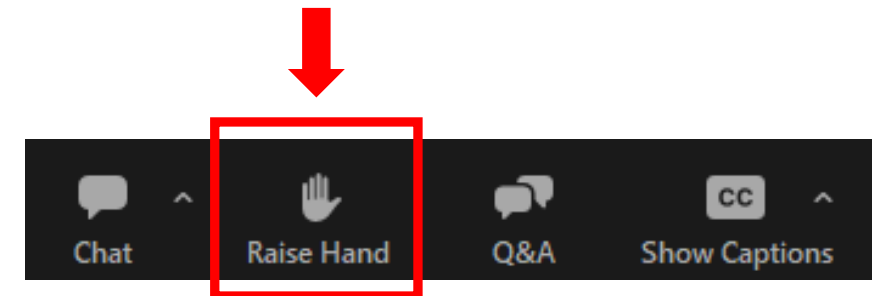 Chat
Raise Hand
Q&A
CC
Show Captions